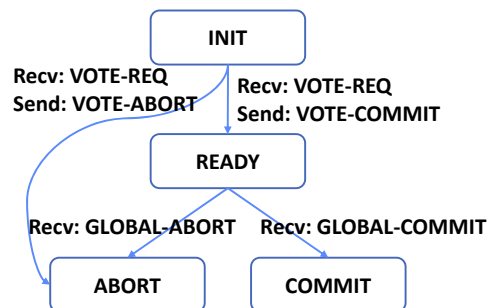 INIT
Recv: VOTE-REQ
Send: VOTE-ABORT
Recv: VOTE-REQ
Send: VOTE-COMMIT
READY
Recv: GLOBAL-ABORT
Recv: GLOBAL-COMMIT
ABORT
COMMIT